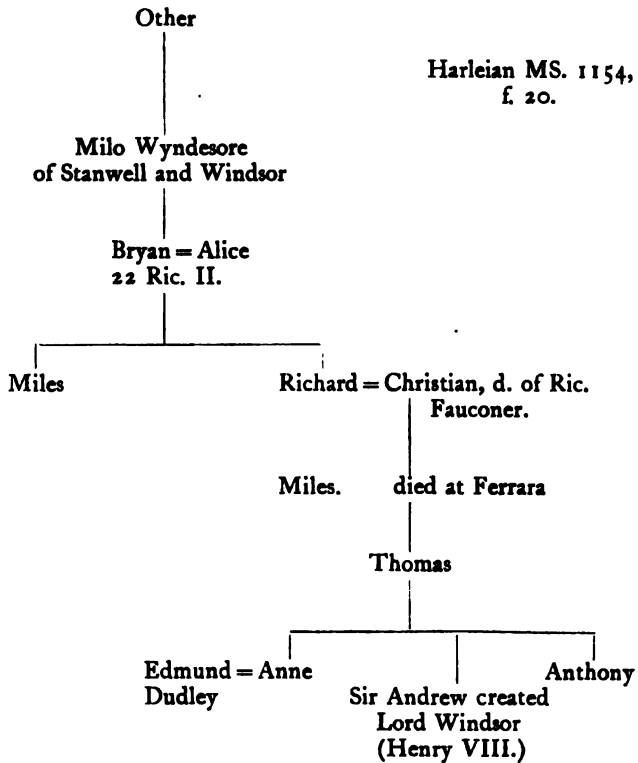 Other
Harleian MS. 1154,
f. 20.
Milo Wyndesore
of Stanwell and Windsor
Bryan = Alice
22 Ric. II.
Miles
Richard = Christian, d. of Ric.
Fauconer.
Miles. died at Ferrara
Thomas
Edmund = Anne
Dudley
Sir Andrew created
Lord Windsor
(Henry VIII.)
Anthony